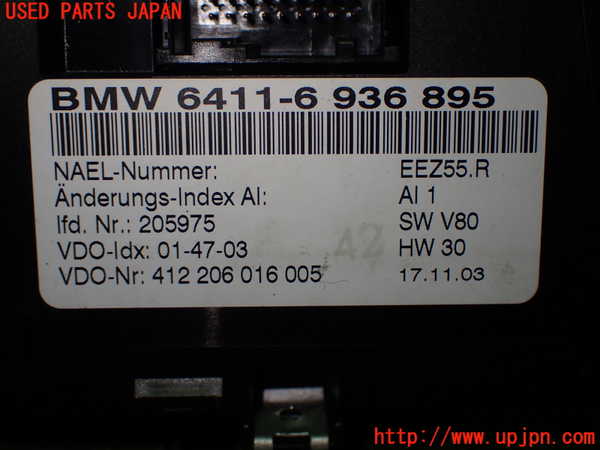 USED PARTS JAPAN
BMW 6411-6 936 895
NAEL-Nummer: EEZ55.R
Änderungs-Index AI: AI 1
lfd. Nr.: 205975 SW V80
VDO-Idx: 01-47-03 HW 30
VDO-Nr: 412 206 016 005 17.11.03
A2
UPJ
http://www.upjpn.com/